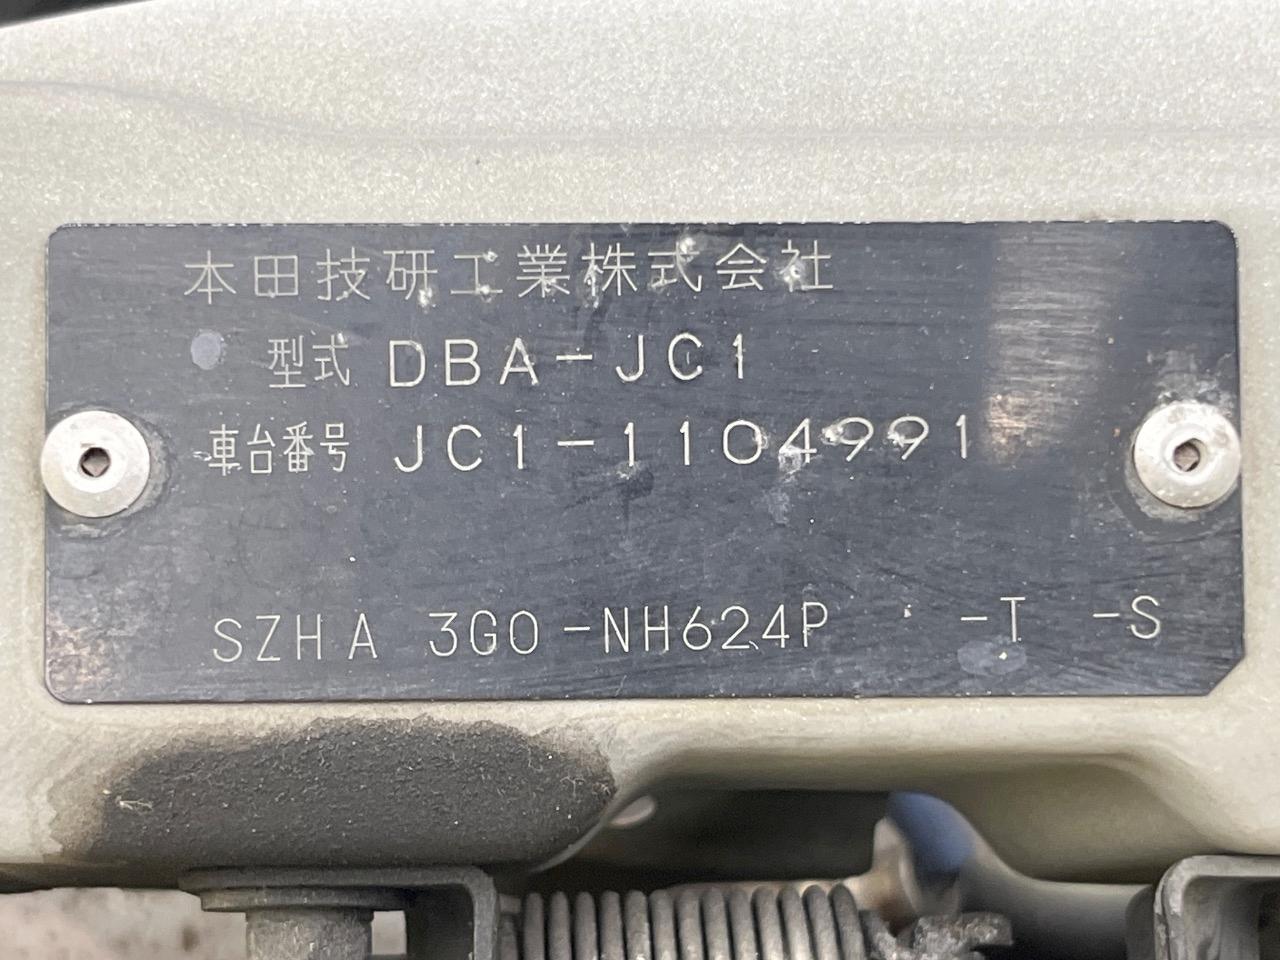 本田技研工業株式会社
型式 DBA-JC1
車台番号 JC1-1104991
SZHA 3G0-NH624P -T -S